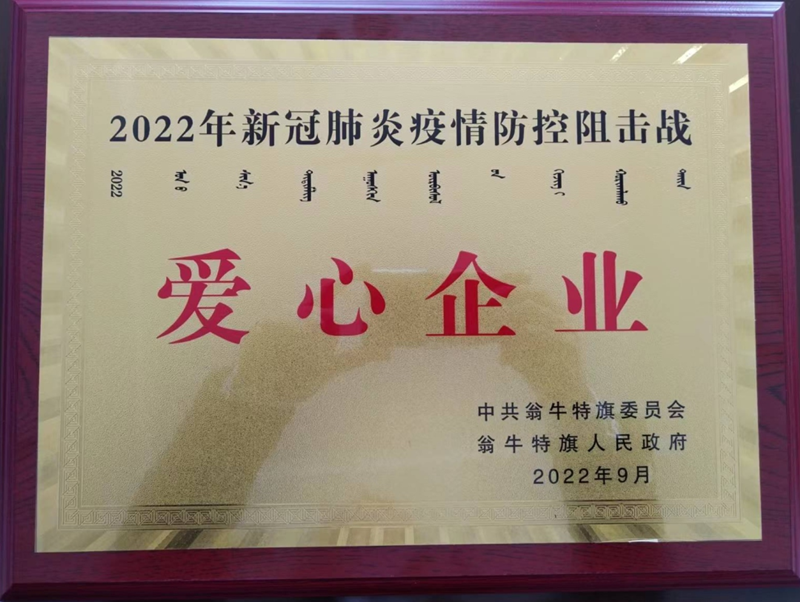 2022年新冠肺炎疫情防控阻击战
2022
爱心企业
中共翁牛特旗委员会
翁牛特旗人民政府
2022年9月